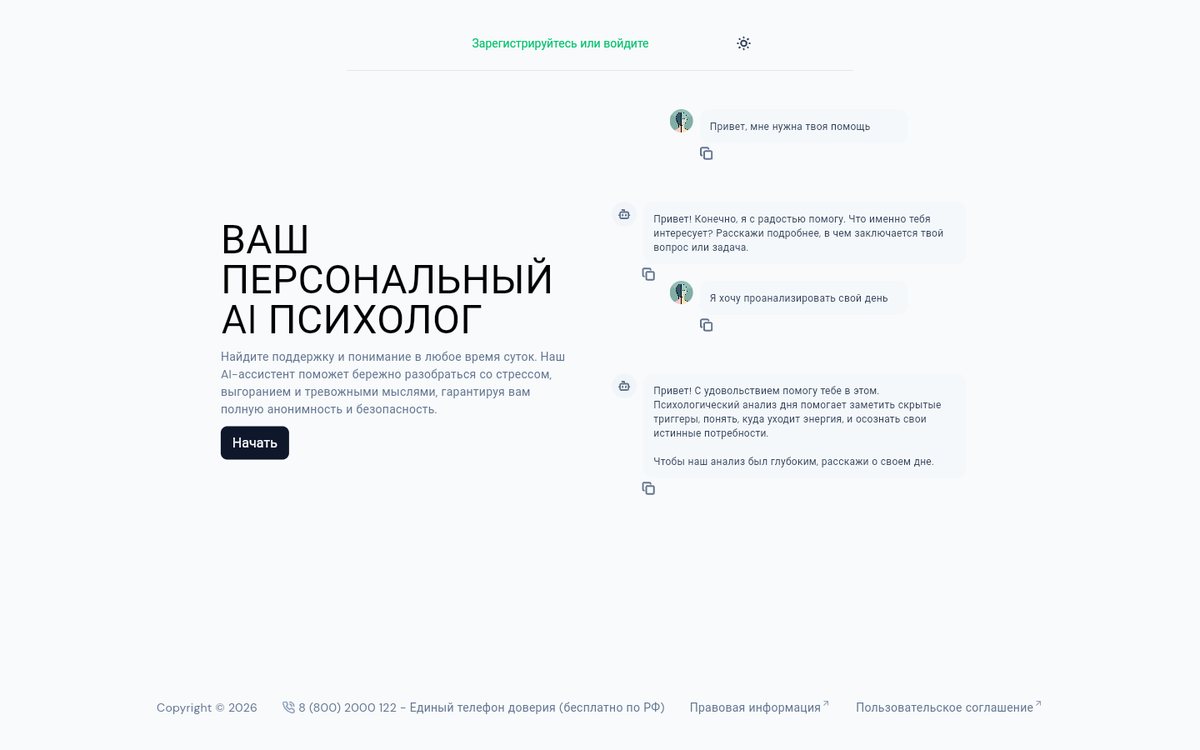 Зарегистрируйтесь или войдите
Привет, мне нужна твоя помощь
Привет! Конечно, я с радостью помогу. Что именно тебя
интересует? Расскажи подробнее, в чем заключается твой
вопрос или задача.
Я хочу проанализировать свой день
Привет! С удовольствием помогу тебе в этом.
Психологический анализ дня помогает заметить скрытые
триггеры, понять, куда уходит энергия, и осознать свои
истинные потребности.
Чтобы наш анализ был глубоким, расскажи о своем дне.
ВАШ
ПЕРСОНАЛЬНЫЙ
AI ПСИХОЛОГ
Найдите поддержку и понимание в любое время суток. Наш
AI-ассистент поможет бережно разобраться со стрессом,
выгоранием и тревожными мыслями, гарантируя вам
полную анонимность и безопасность.
Начать
Copyright © 2026
8 (800) 2000 122 - Единый телефон доверия (бесплатно по РФ)
Правовая информация
Пользовательское соглашение